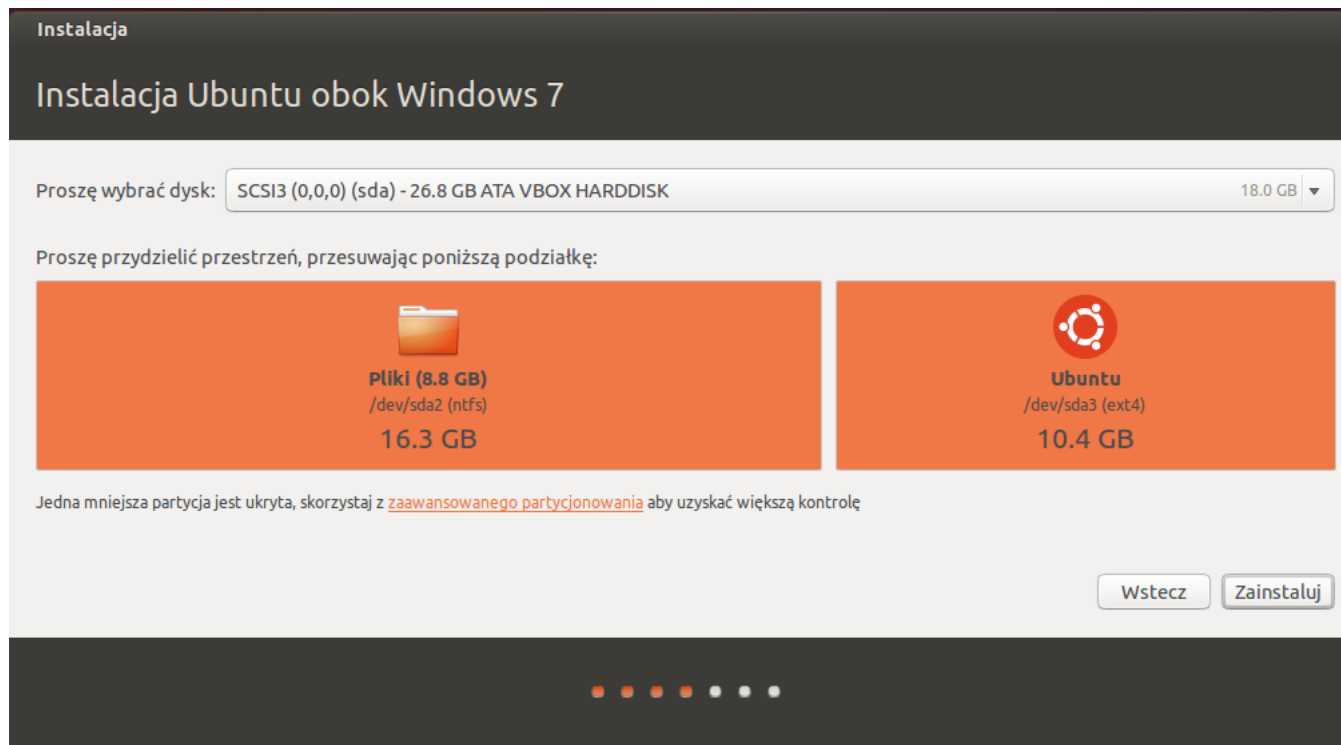 Instalacja
Instalacja Ubuntu obok Windows 7
Proszę wybrać dysk: SCSI3 (0,0,0) (sda) - 26.8 GB ATA VBOX HARDDISK 18.0 GB
Proszę przydzielić przestrzeń, przesuwając poniższą podziałkę:
Pliki (8.8 GB)
/dev/sda2 (ntfs)
16.3 GB
Ubuntu
/dev/sda3 (ext4)
10.4 GB
Jedna mniejsza partycja jest ukryta, skorzystaj z zaawansowanego partycjonowania aby uzyskać większą kontrolę
Wstecz Zainstaluj